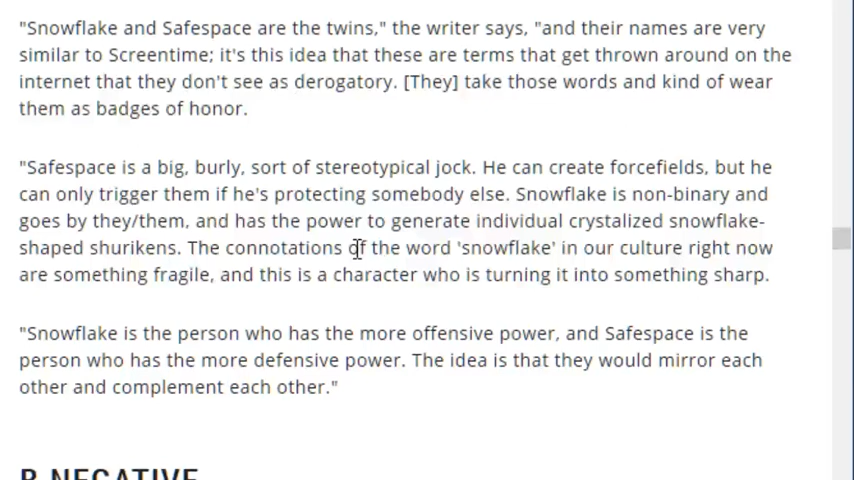 "Snowflake and Safespace are the twins," the writer says, "and their names are very
similar to Screentime; it's this idea that these are terms that get thrown around on the
internet that they don't see as derogatory. [They] take those words and kind of wear
them as badges of honor.
"Safespace is a big, burly, sort of stereotypical jock. He can create forcefields, but he
can only trigger them if he's protecting somebody else. Snowflake is non-binary and
goes by they/them, and has the power to generate individual crystalized snowflake-
shaped shurikens. The connotations of the word 'snowflake' in our culture right now
are something fragile, and this is a character who is turning it into something sharp.
"Snowflake is the person who has the more offensive power, and Safespace is the
person who has the more defensive power. The idea is that they would mirror each
other and complement each other."
B NEGATIVE